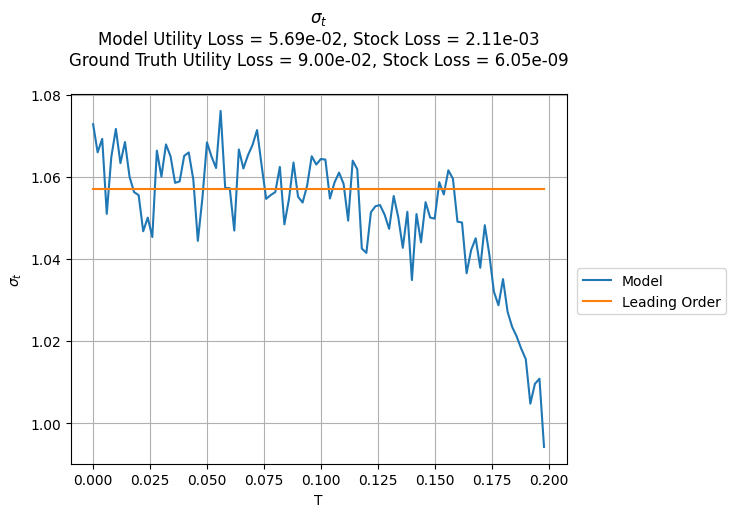 σt
Model Utility Loss = 5.69e-02, Stock Loss = 2.11e-03
Ground Truth Utility Loss = 9.00e-02, Stock Loss = 6.05e-09
1.08
1.06
1.04
1.02
1.00
σt
0.000 0.025 0.050 0.075 0.100 0.125 0.150 0.175 0.200
T
Model
Leading Order